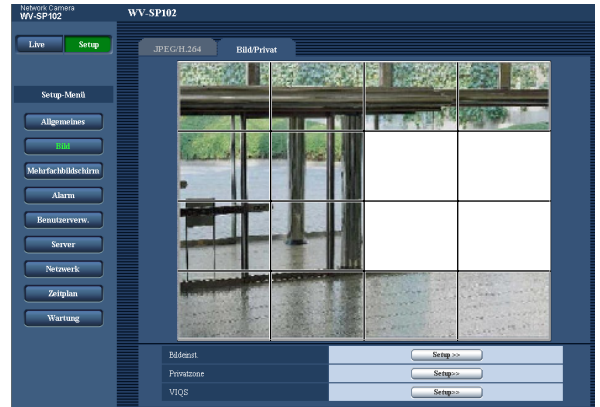 Network Camera
WV-SP102
WV-SP102
Live Setup
JPEG/H.264 Bild/Privat
Setup-Menü
Allgemeines
Bild
Mehrfachbildschirm
Alarm
Benutzerverw.
Server
Netzwerk
Zeitplan
Wartung
Bildeinst. Setup >>
Privatzone Setup>>
VIQS Setup>>